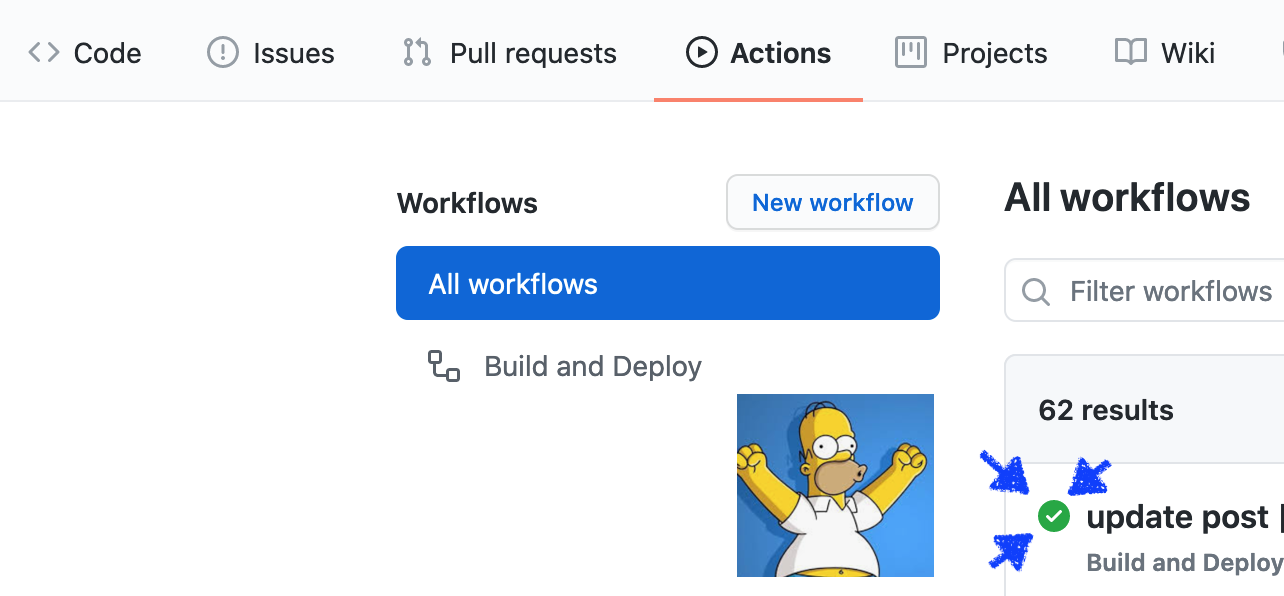 Code Issues Pull requests Actions Projects Wiki
Workflows New workflow
All workflows
Build and Deploy
All workflows
Filter workflows
62 results
update post
Build and Deploy